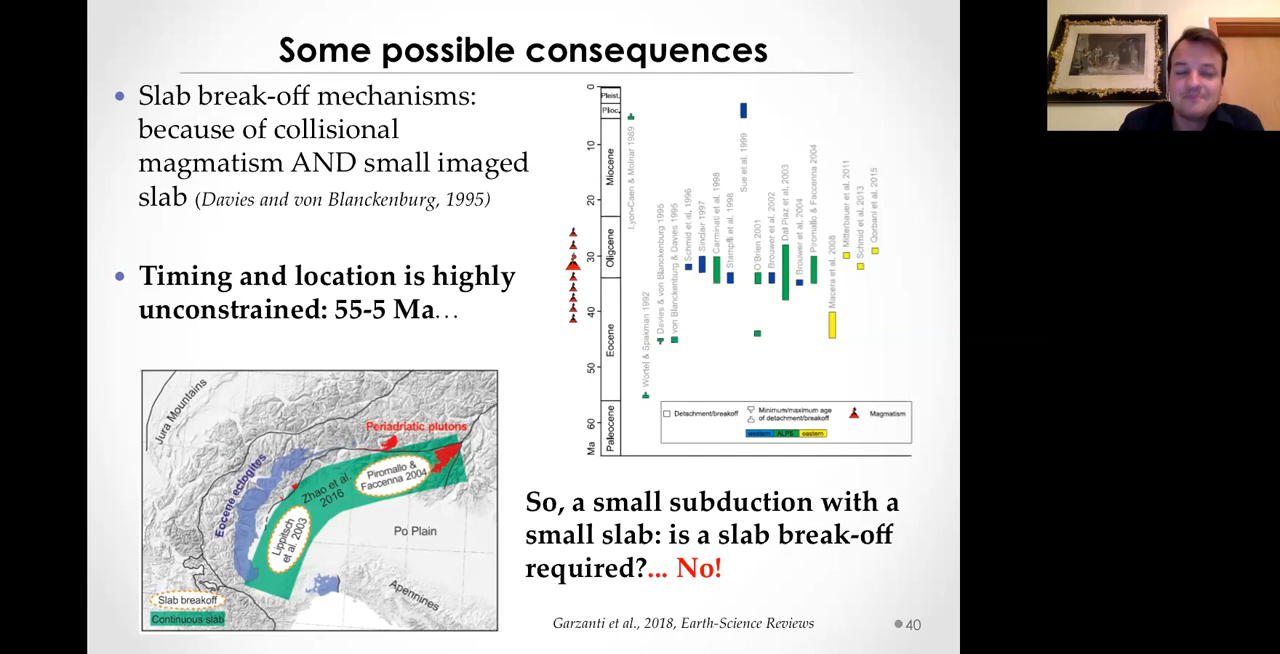 Some possible consequences
• Slab break-off mechanisms:
because of collisional
magmatism AND small imaged
slab (Davies and von Blanckenburg, 1995)
• Timing and location is highly
unconstrained: 55-5 Ma...
Jura Mountains
Periadriatic plutons
Eocene eclogites
Zhao et al.
2016
Piromallo &
Faccenna 2004
Lippitsch
et al. 2003
Po Plain
Apennines
Slab breakoff
Continuous slab
0
10
20
30
40
50
60
Ma
Pleist.
Plioc.
Miocene
Oligcene
Eocene
Paleocene
Lyon-Caen & Molnar 1989
Wortel & Spakman 1992
Davies & von Blanckenburg 1995
von Blanckenburg & Davies 1995
Schmid et al. 1996
Sinclair 1997
Carminati et al. 1998
Stampfli et al. 1998
Sue et al. 1999
O'Brien 2001
Brouwer et al. 2002
Dal Piaz et al. 2003
Brouwer et al. 2004
Piromallo & Faccenna 2004
Macera et al. 2008
Mitterbauer et al. 2011
Schmid et al. 2013
Qorbani et al. 2015
Detachment/breakoff
Minimum/maximum age
of detachment/breakoff
Magmatism
western ALPS eastern
So, a small subduction with a
small slab: is a slab break-off
required?... No!
Garzanti et al., 2018, Earth-Science Reviews
40